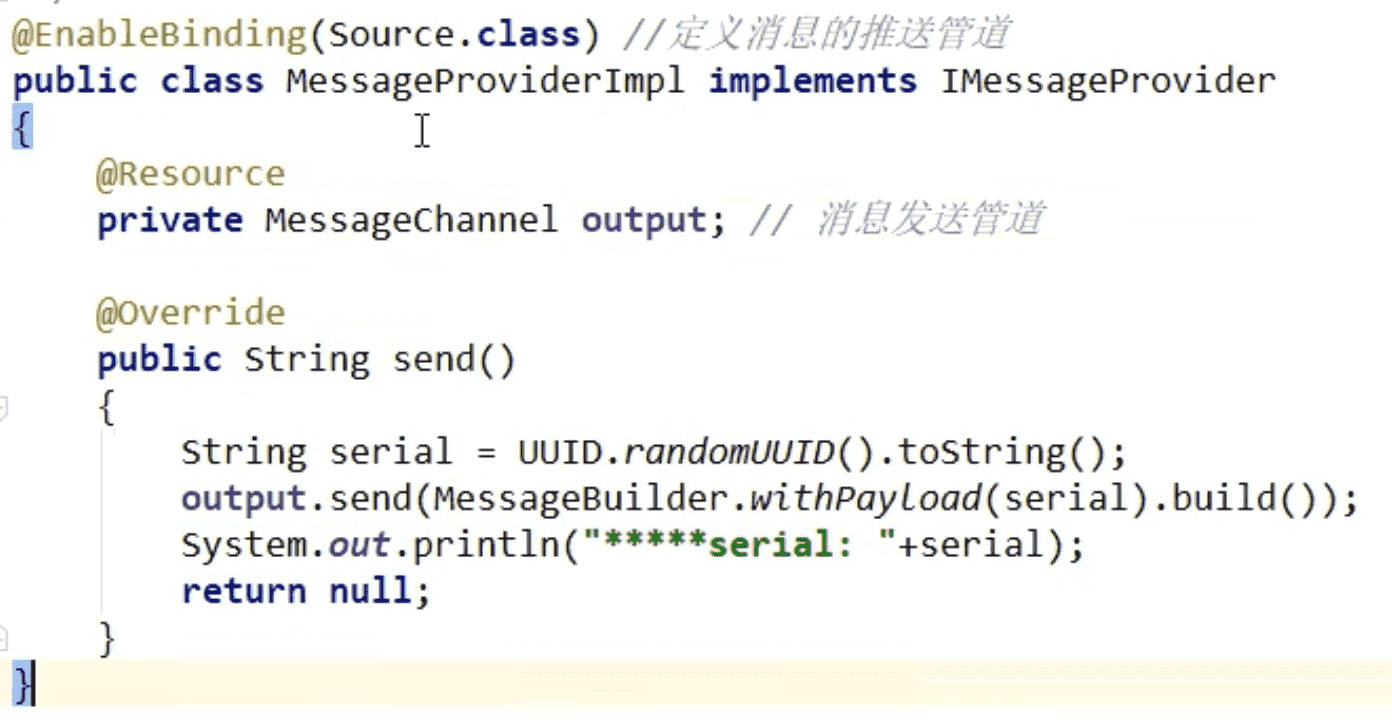 @EnableBinding(Source.class) //定义消息的推送管道
public class MessageProviderImpl implements IMessageProvider
{
    @Resource
    private MessageChannel output; // 消息发送管道

    @Override
    public String send()
    {
        String serial = UUID.randomUUID().toString();
        output.send(MessageBuilder.withPayload(serial).build());
        System.out.println("*****serial: "+serial);
        return null;
    }
}